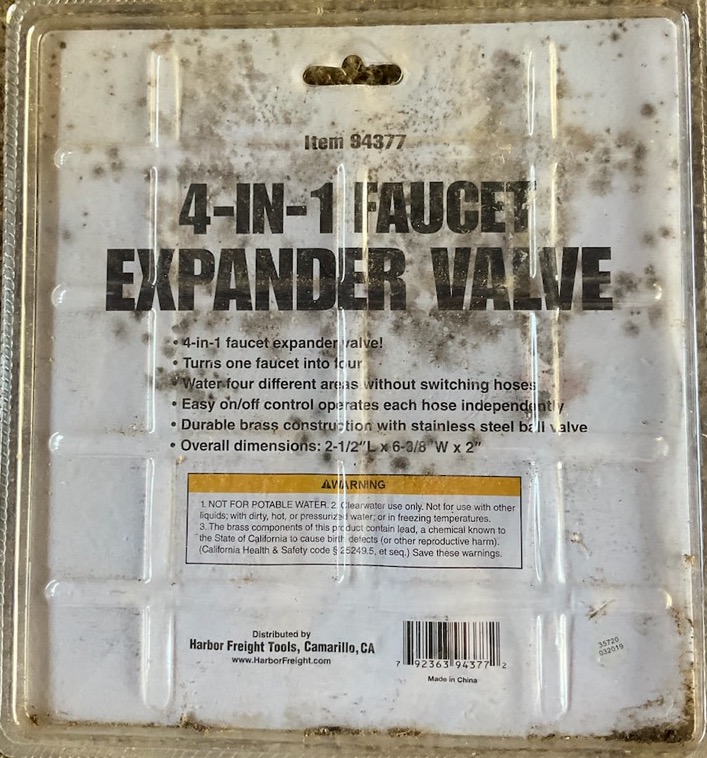 Item 94377
4-IN-1 FAUCET
EXPANDER VALVE
• 4-in-1 faucet expander valve!
• Turns one faucet into four
• Water four different areas without switching hoses
• Easy on/off control operates each hose independently
• Durable brass construction with stainless steel ball valve
• Overall dimensions: 2-1/2"L x 6-3/8"W x 2"
⚠WARNING
1. NOT FOR POTABLE WATER. 2. Clearwater use only. Not for use with other
liquids; with dirty, hot, or pressurized water; or in freezing temperatures.
3. The brass components of this product contain lead, a chemical known to
the State of California to cause birth defects (or other reproductive harm).
(California Health & Safety code § 25249.5, et seq.) Save these warnings.
Distributed by
Harbor Freight Tools, Camarillo, CA
www.HarborFreight.com
7 92363 94377 2
Made in China
35720
032019